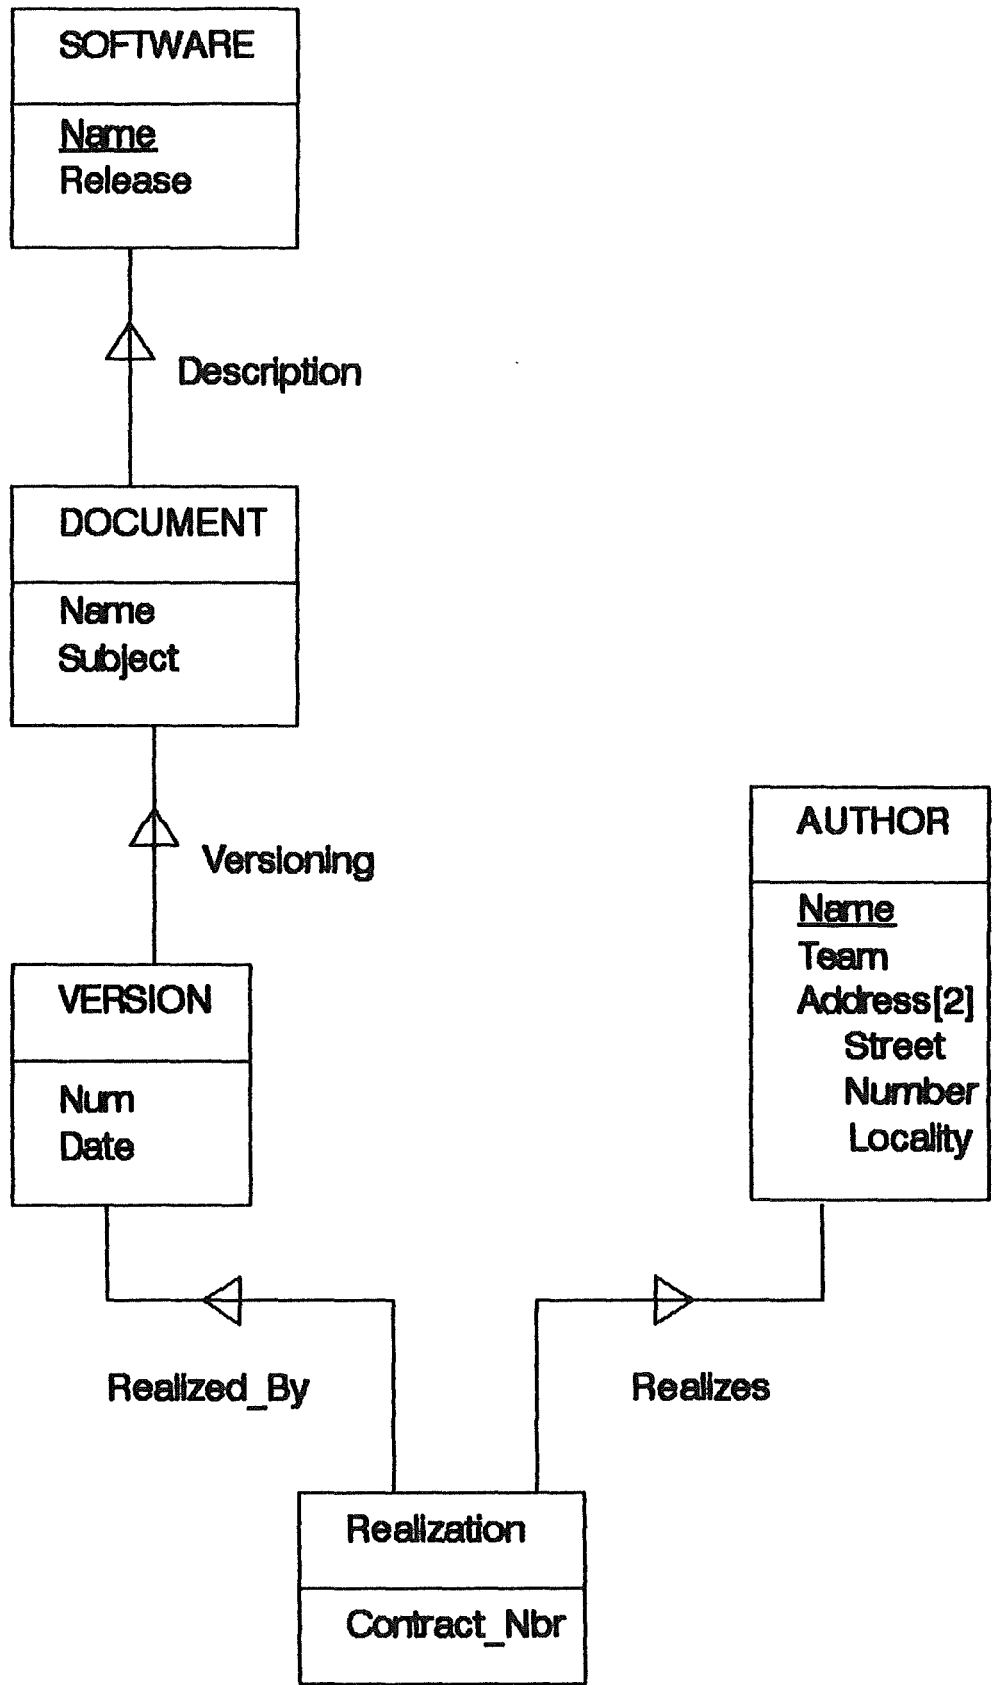 SOFTWARE
Name
Release
Description
DOCUMENT
Name
Subject
Versioning
VERSION
Num
Date
AUTHOR
Name
Team
Address[2]
Street
Number
Locality
Realized_By
Realizes
Realization
Contract_Nbr